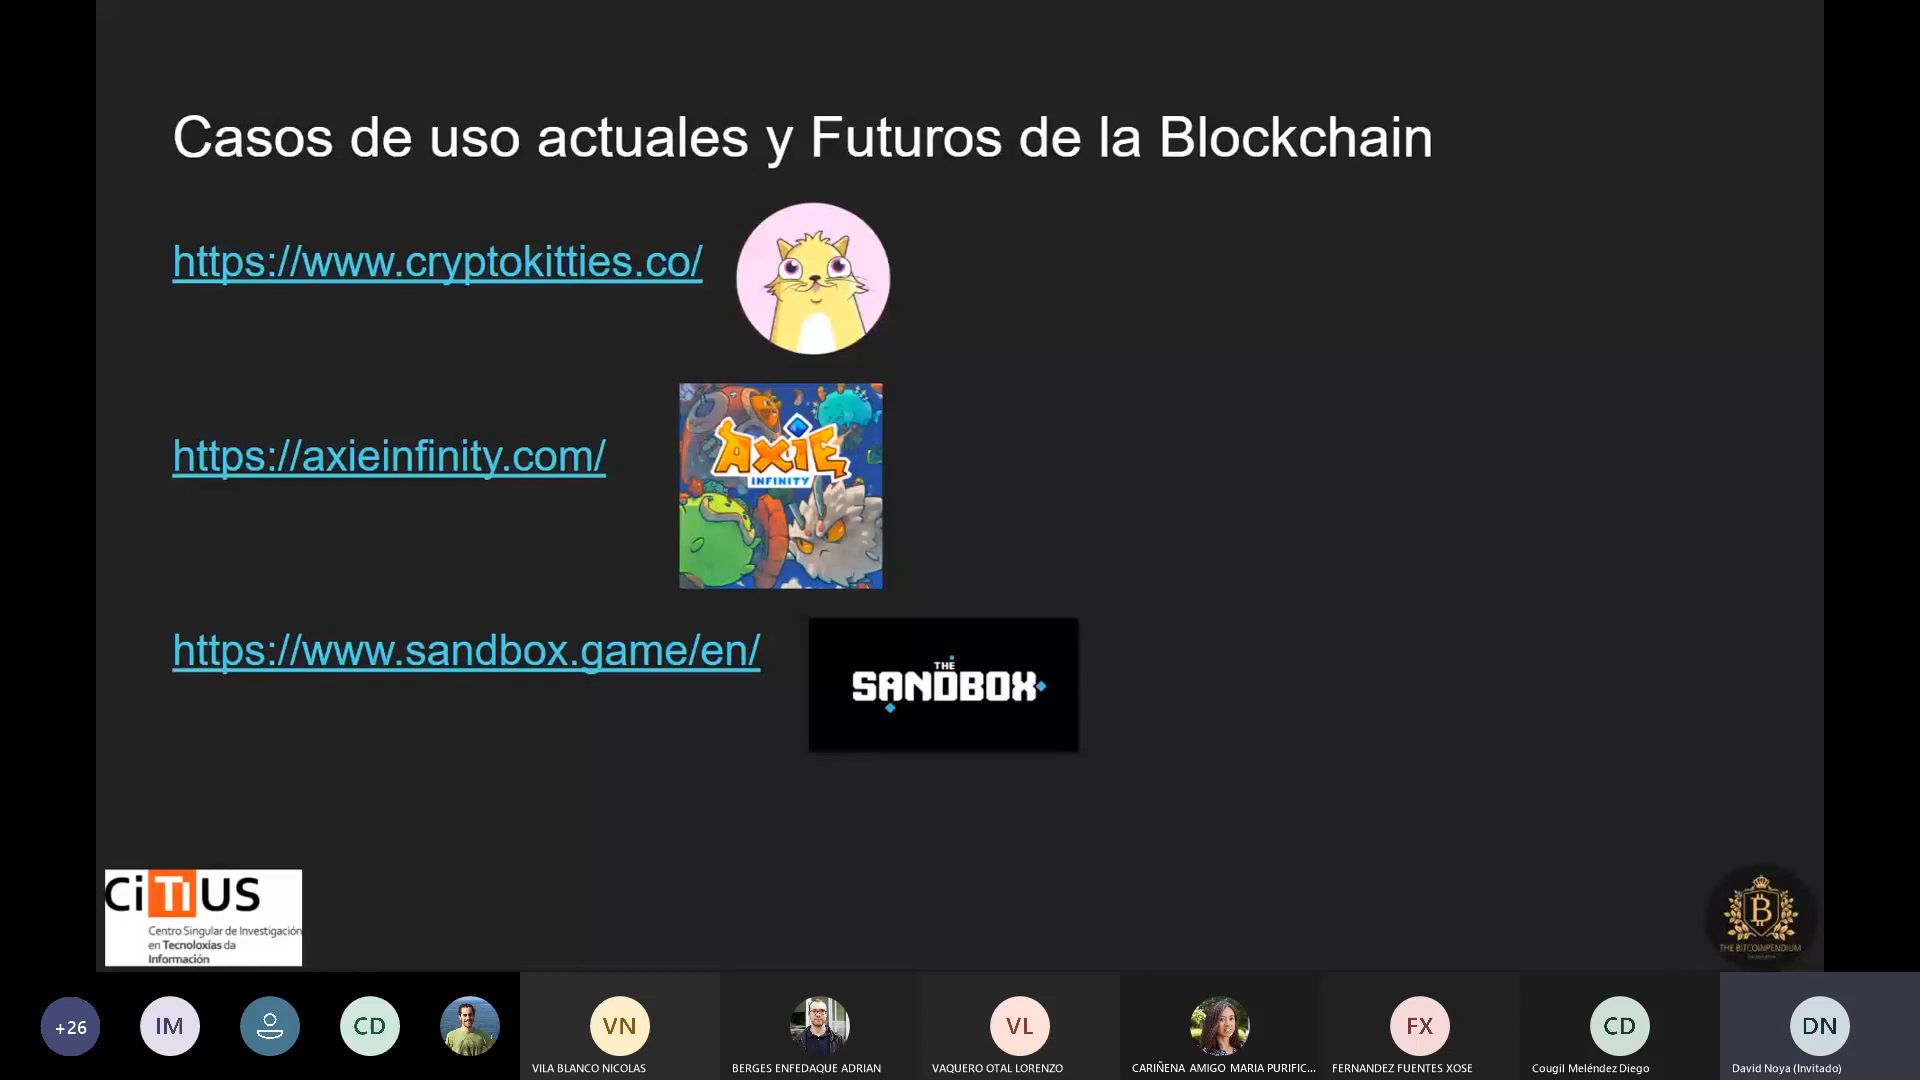 Casos de uso actuales y Futuros de la Blockchain
https://www.cryptokitties.co/
https://axieinfinity.com/
AXIE
INFINITY
https://www.sandbox.game/en/
THE
SANDBOX
CiTIUS
Centro Singular de Investigación
en Tecnoloxías da
Información
B
THE BITCOINPENDIUM
+26
IM
CD
VN
VL
FX
CD
DN
VILA BLANCO NICOLAS
BERGES ENFEDAQUE ADRIAN
VAQUERO OTAL LORENZO
CARIÑENA AMIGO MARIA PURIFIC...
FERNANDEZ FUENTES XOSE
Cougil Meléndez Diego
David Noya (Invitado)